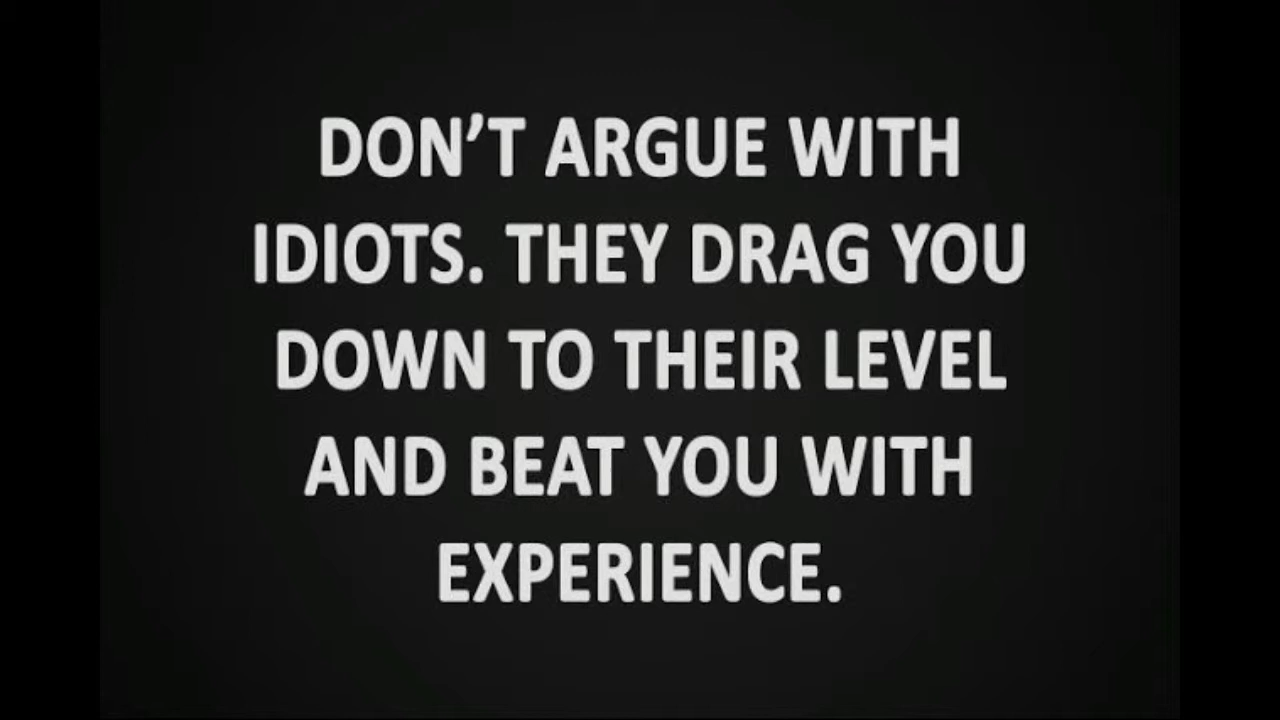 DON’T ARGUE WITH
IDIOTS. THEY DRAG YOU
DOWN TO THEIR LEVEL
AND BEAT YOU WITH
EXPERIENCE.